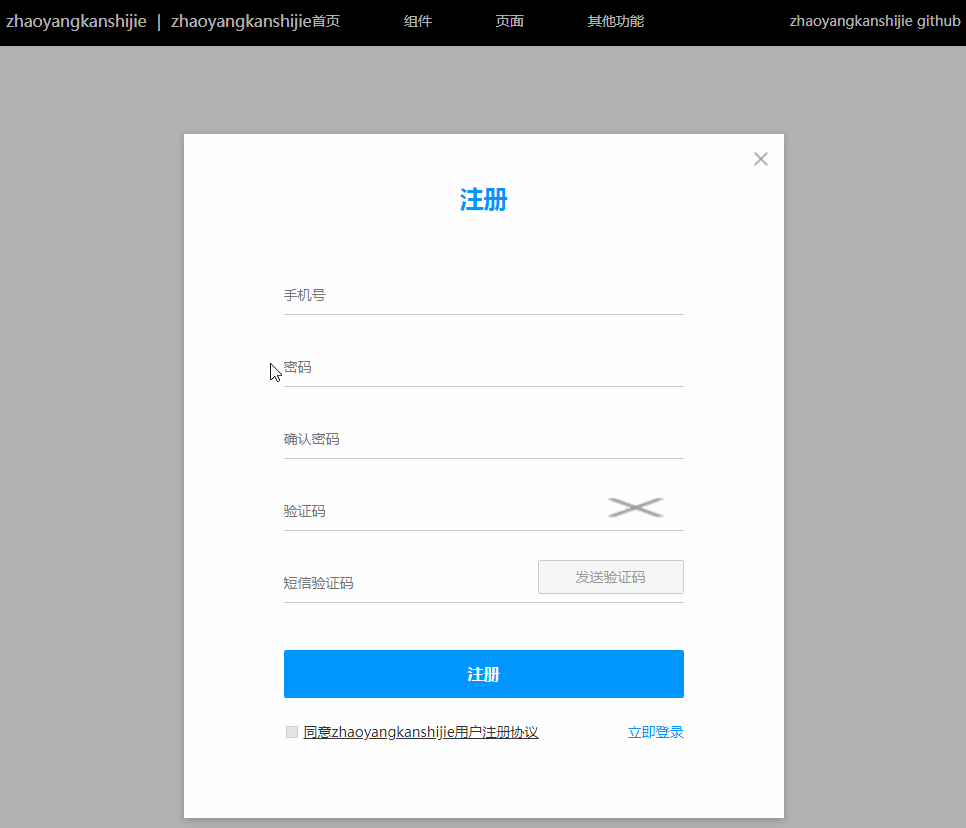 zhaoyangkanshijie | zhaoyangkanshijie首页 组件 页面 其他功能 zhaoyangkanshijie github
注册
手机号
密码
确认密码
验证码
短信验证码 发送验证码
注册
同意zhaoyangkanshijie用户注册协议 立即登录